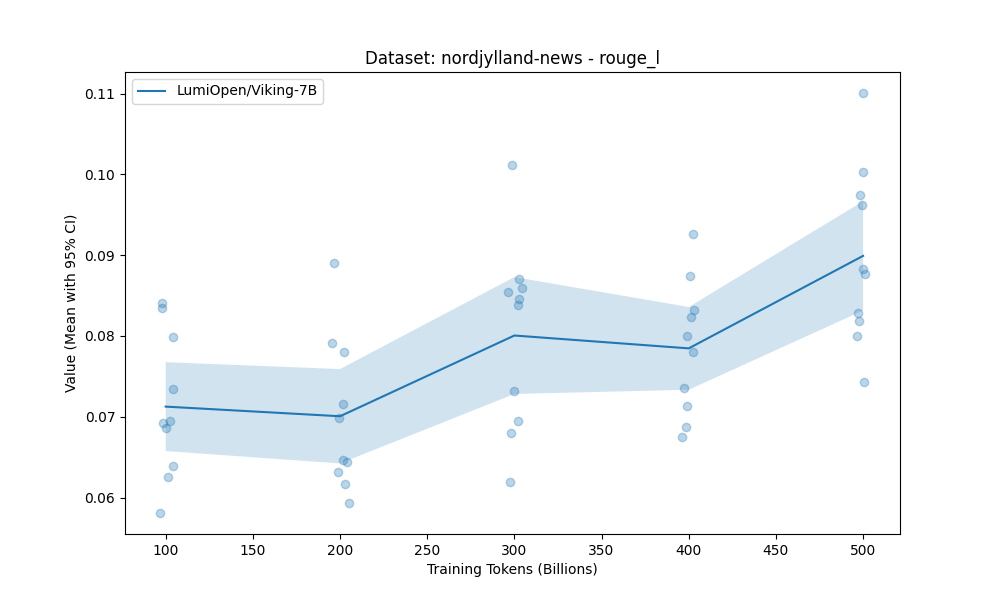 Dataset: nordjylland-news - rouge_l
LumiOpen/Viking-7B
Value (Mean with 95% CI)
0.11
0.10
0.09
0.08
0.07
0.06
100 150 200 250 300 350 400 450 500
Training Tokens (Billions)